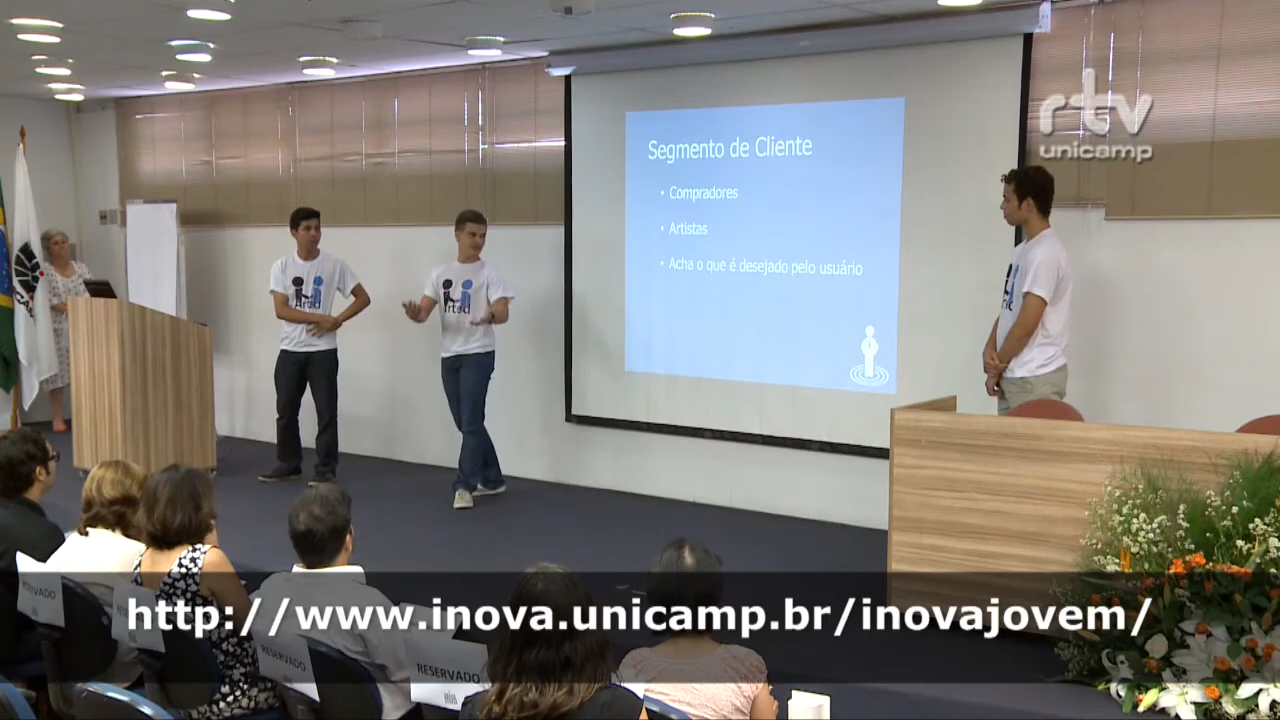 rtv
unicamp
Segmento de Cliente
• Compradores
• Artistas
• Acha o que é desejado pelo usuário
http://www.inova.unicamp.br/inovajovem/
RESERVADO
RESERVADO